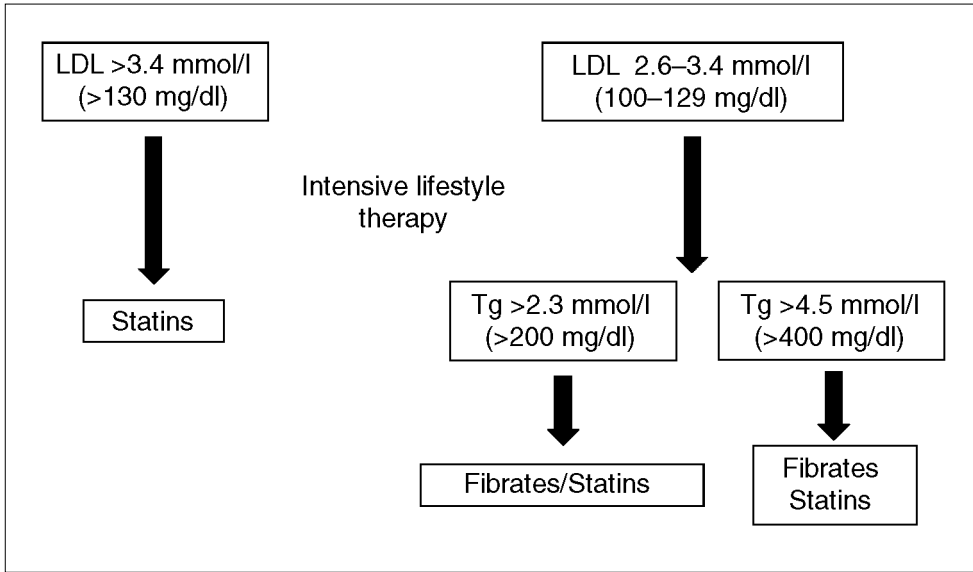 LDL >3.4 mmol/l
(>130 mg/dl)
LDL 2.6–3.4 mmol/l
(100–129 mg/dl)
Intensive lifestyle
therapy
Statins
Tg >2.3 mmol/l
(>200 mg/dl)
Tg >4.5 mmol/l
(>400 mg/dl)
Fibrates/Statins
Fibrates
Statins